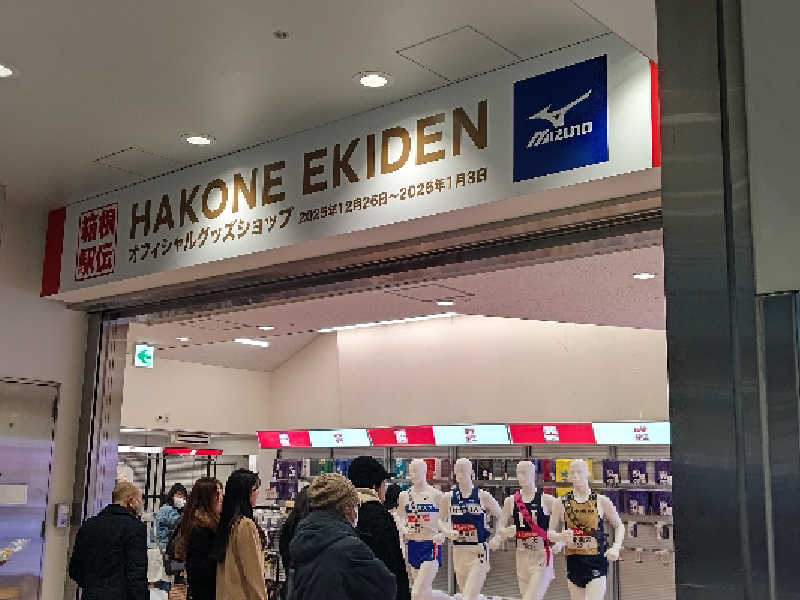 箱根
駅伝
HAKONE EKIDEN
オフィシャルグッズショップ 2025年12月26日～2026年1月3日
MIZUNO